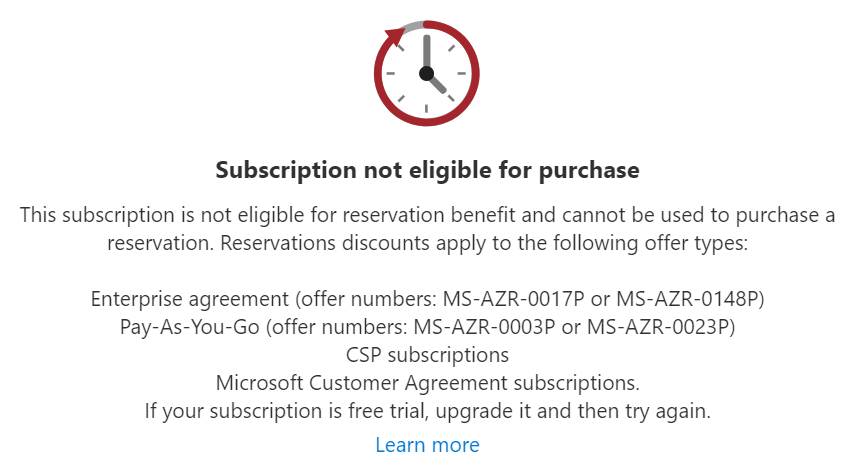 Subscription not eligible for purchase
This subscription is not eligible for reservation benefit and cannot be used to purchase a
reservation. Reservations discounts apply to the following offer types:
Enterprise agreement (offer numbers: MS-AZR-0017P or MS-AZR-0148P)
Pay-As-You-Go (offer numbers: MS-AZR-0003P or MS-AZR-0023P)
CSP subscriptions
Microsoft Customer Agreement subscriptions.
If your subscription is free trial, upgrade it and then try again.
Learn more